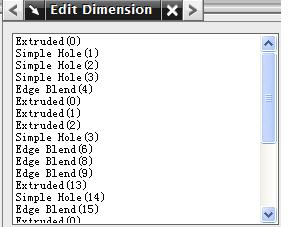 Edit Dimension
Extruded(0)
Simple Hole(1)
Simple Hole(2)
Simple Hole(3)
Edge Blend(4)
Extruded(0)
Extruded(1)
Extruded(2)
Simple Hole(3)
Edge Blend(6)
Edge Blend(8)
Edge Blend(9)
Extruded(13)
Simple Hole(14)
Edge Blend(15)
Extruded(0)